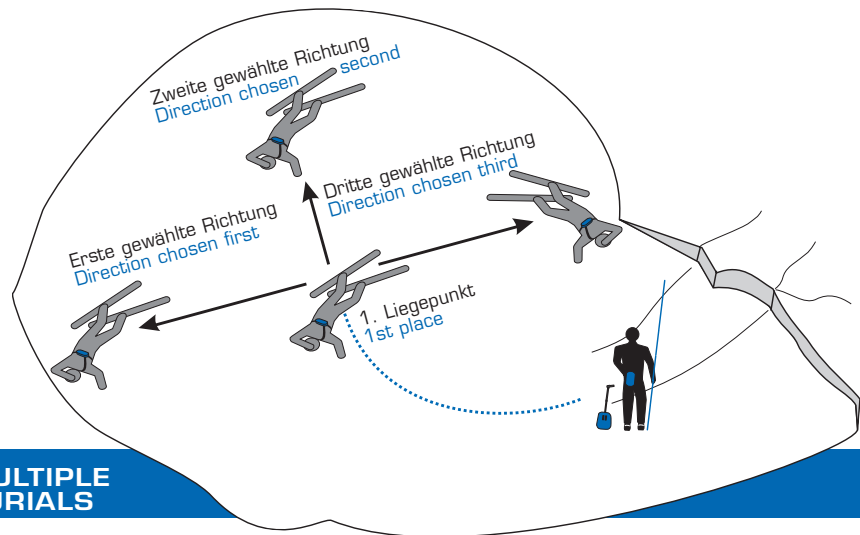 Zweite gewählte Richtung
Direction chosen second
Dritte gewählte Richtung
Direction chosen third
Erste gewählte Richtung
Direction chosen first
1. Liegepunkt
1st place
ULTIPLE
URIALS